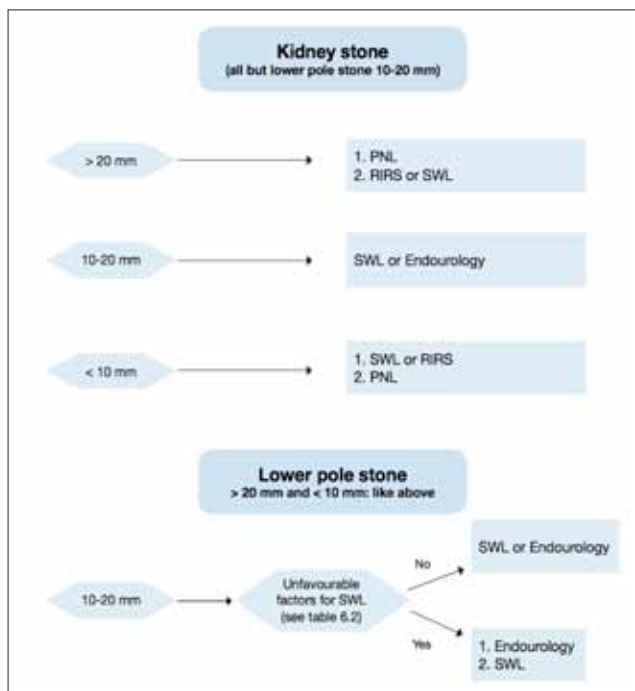 Kidney stone
(all but lower pole stone 10-20 mm)
> 20 mm
1. PNL
2. RIRS or SWL
10-20 mm
SWL or Endourology
< 10 mm
1. SWL or RIRS
2. PNL
Lower pole stone
> 20 mm and < 10 mm: like above
10-20 mm
Unfavourable
factors for SWL
(see table 6.2)
No
SWL or Endourology
Yes
1. Endourology
2. SWL